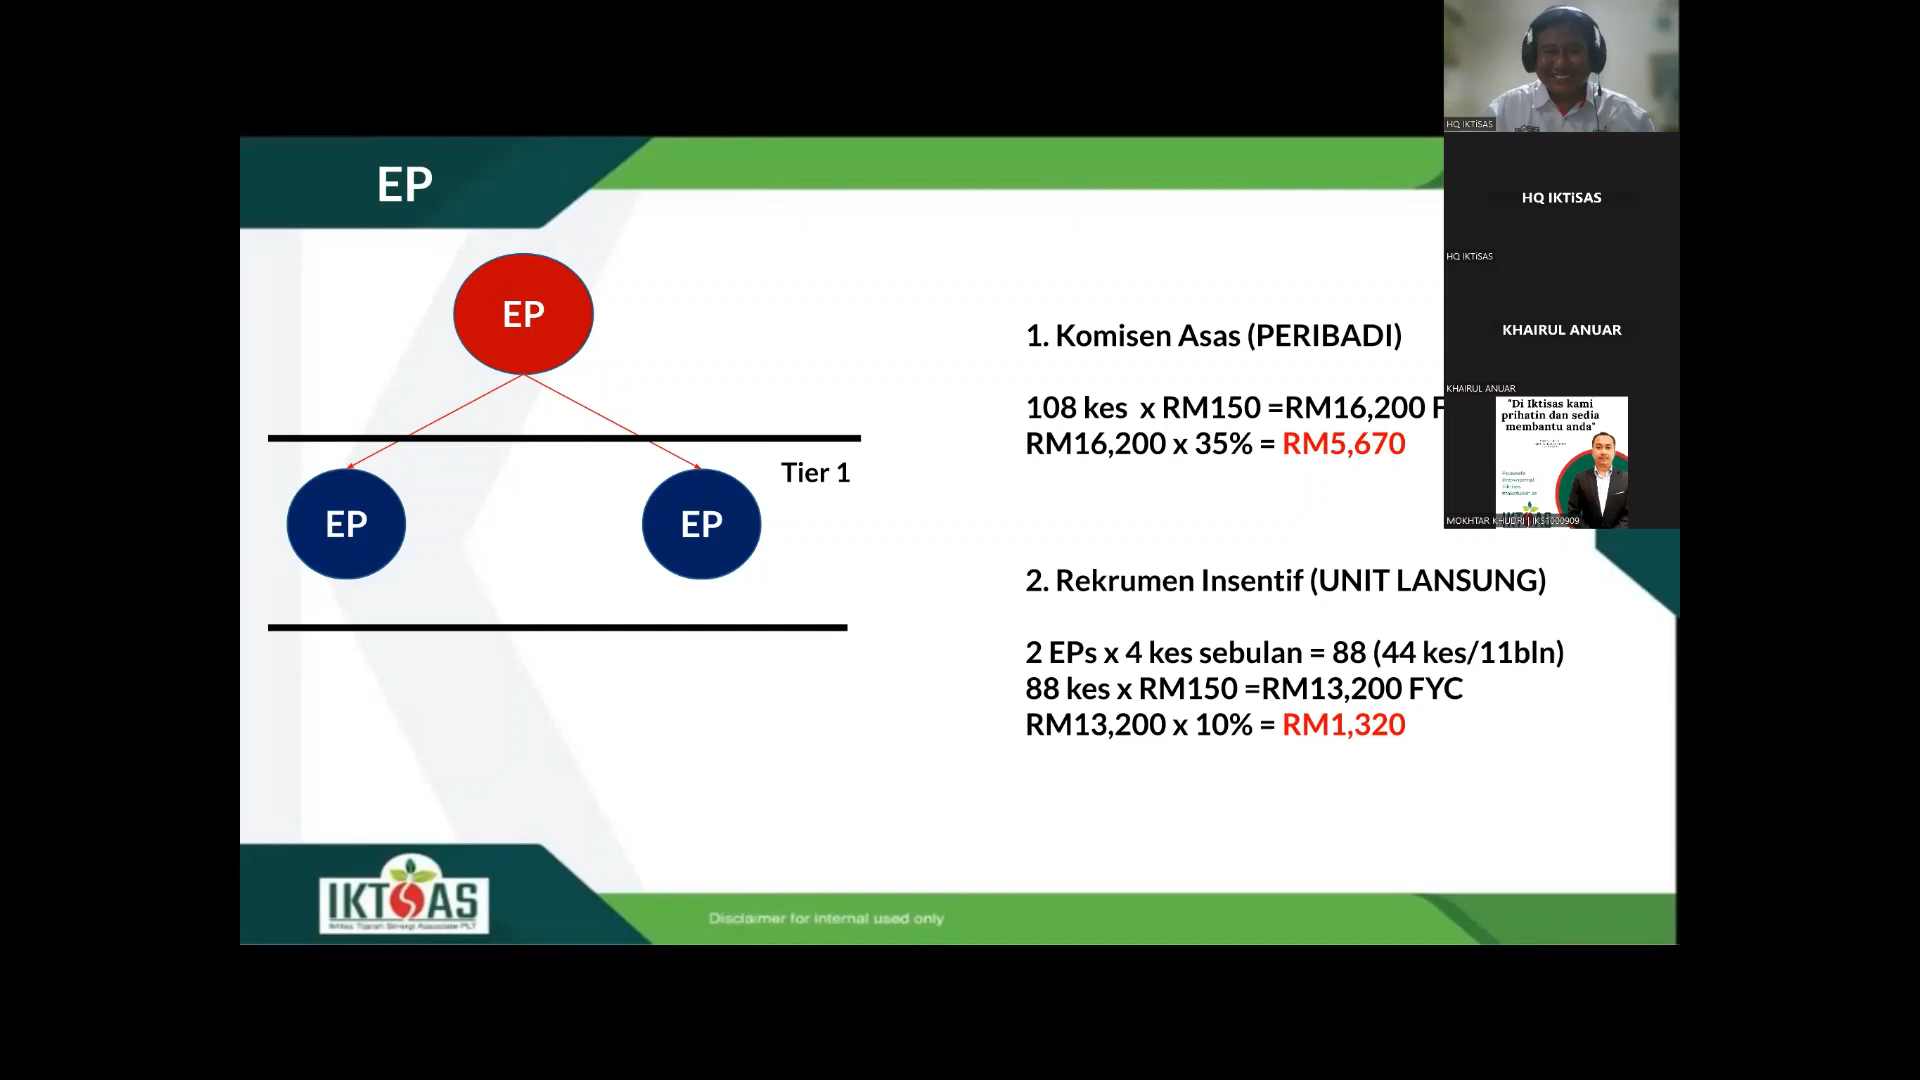 EP
EP
EP
EP
Tier 1
1. Komisen Asas (PERIBADI)
108 kes x RM150 =RM16,200 F
RM16,200 x 35% = RM5,670
2. Rekrumen Insentif (UNIT LANSUNG)
2 EPs x 4 kes sebulan = 88 (44 kes/11bln)
88 kes x RM150 =RM13,200 FYC
RM13,200 x 10% = RM1,320
IKTISAS
Disclaimer for internal used only
HQ IKTiSAS
HQ IKTiSAS
HQ IKTiSAS
KHAIRUL ANUAR
KHAIRUL ANUAR
"Di Iktisas kami
prihatin dan sedia
membantu anda"
MOKHTAR KHUDRI | IKS1000909